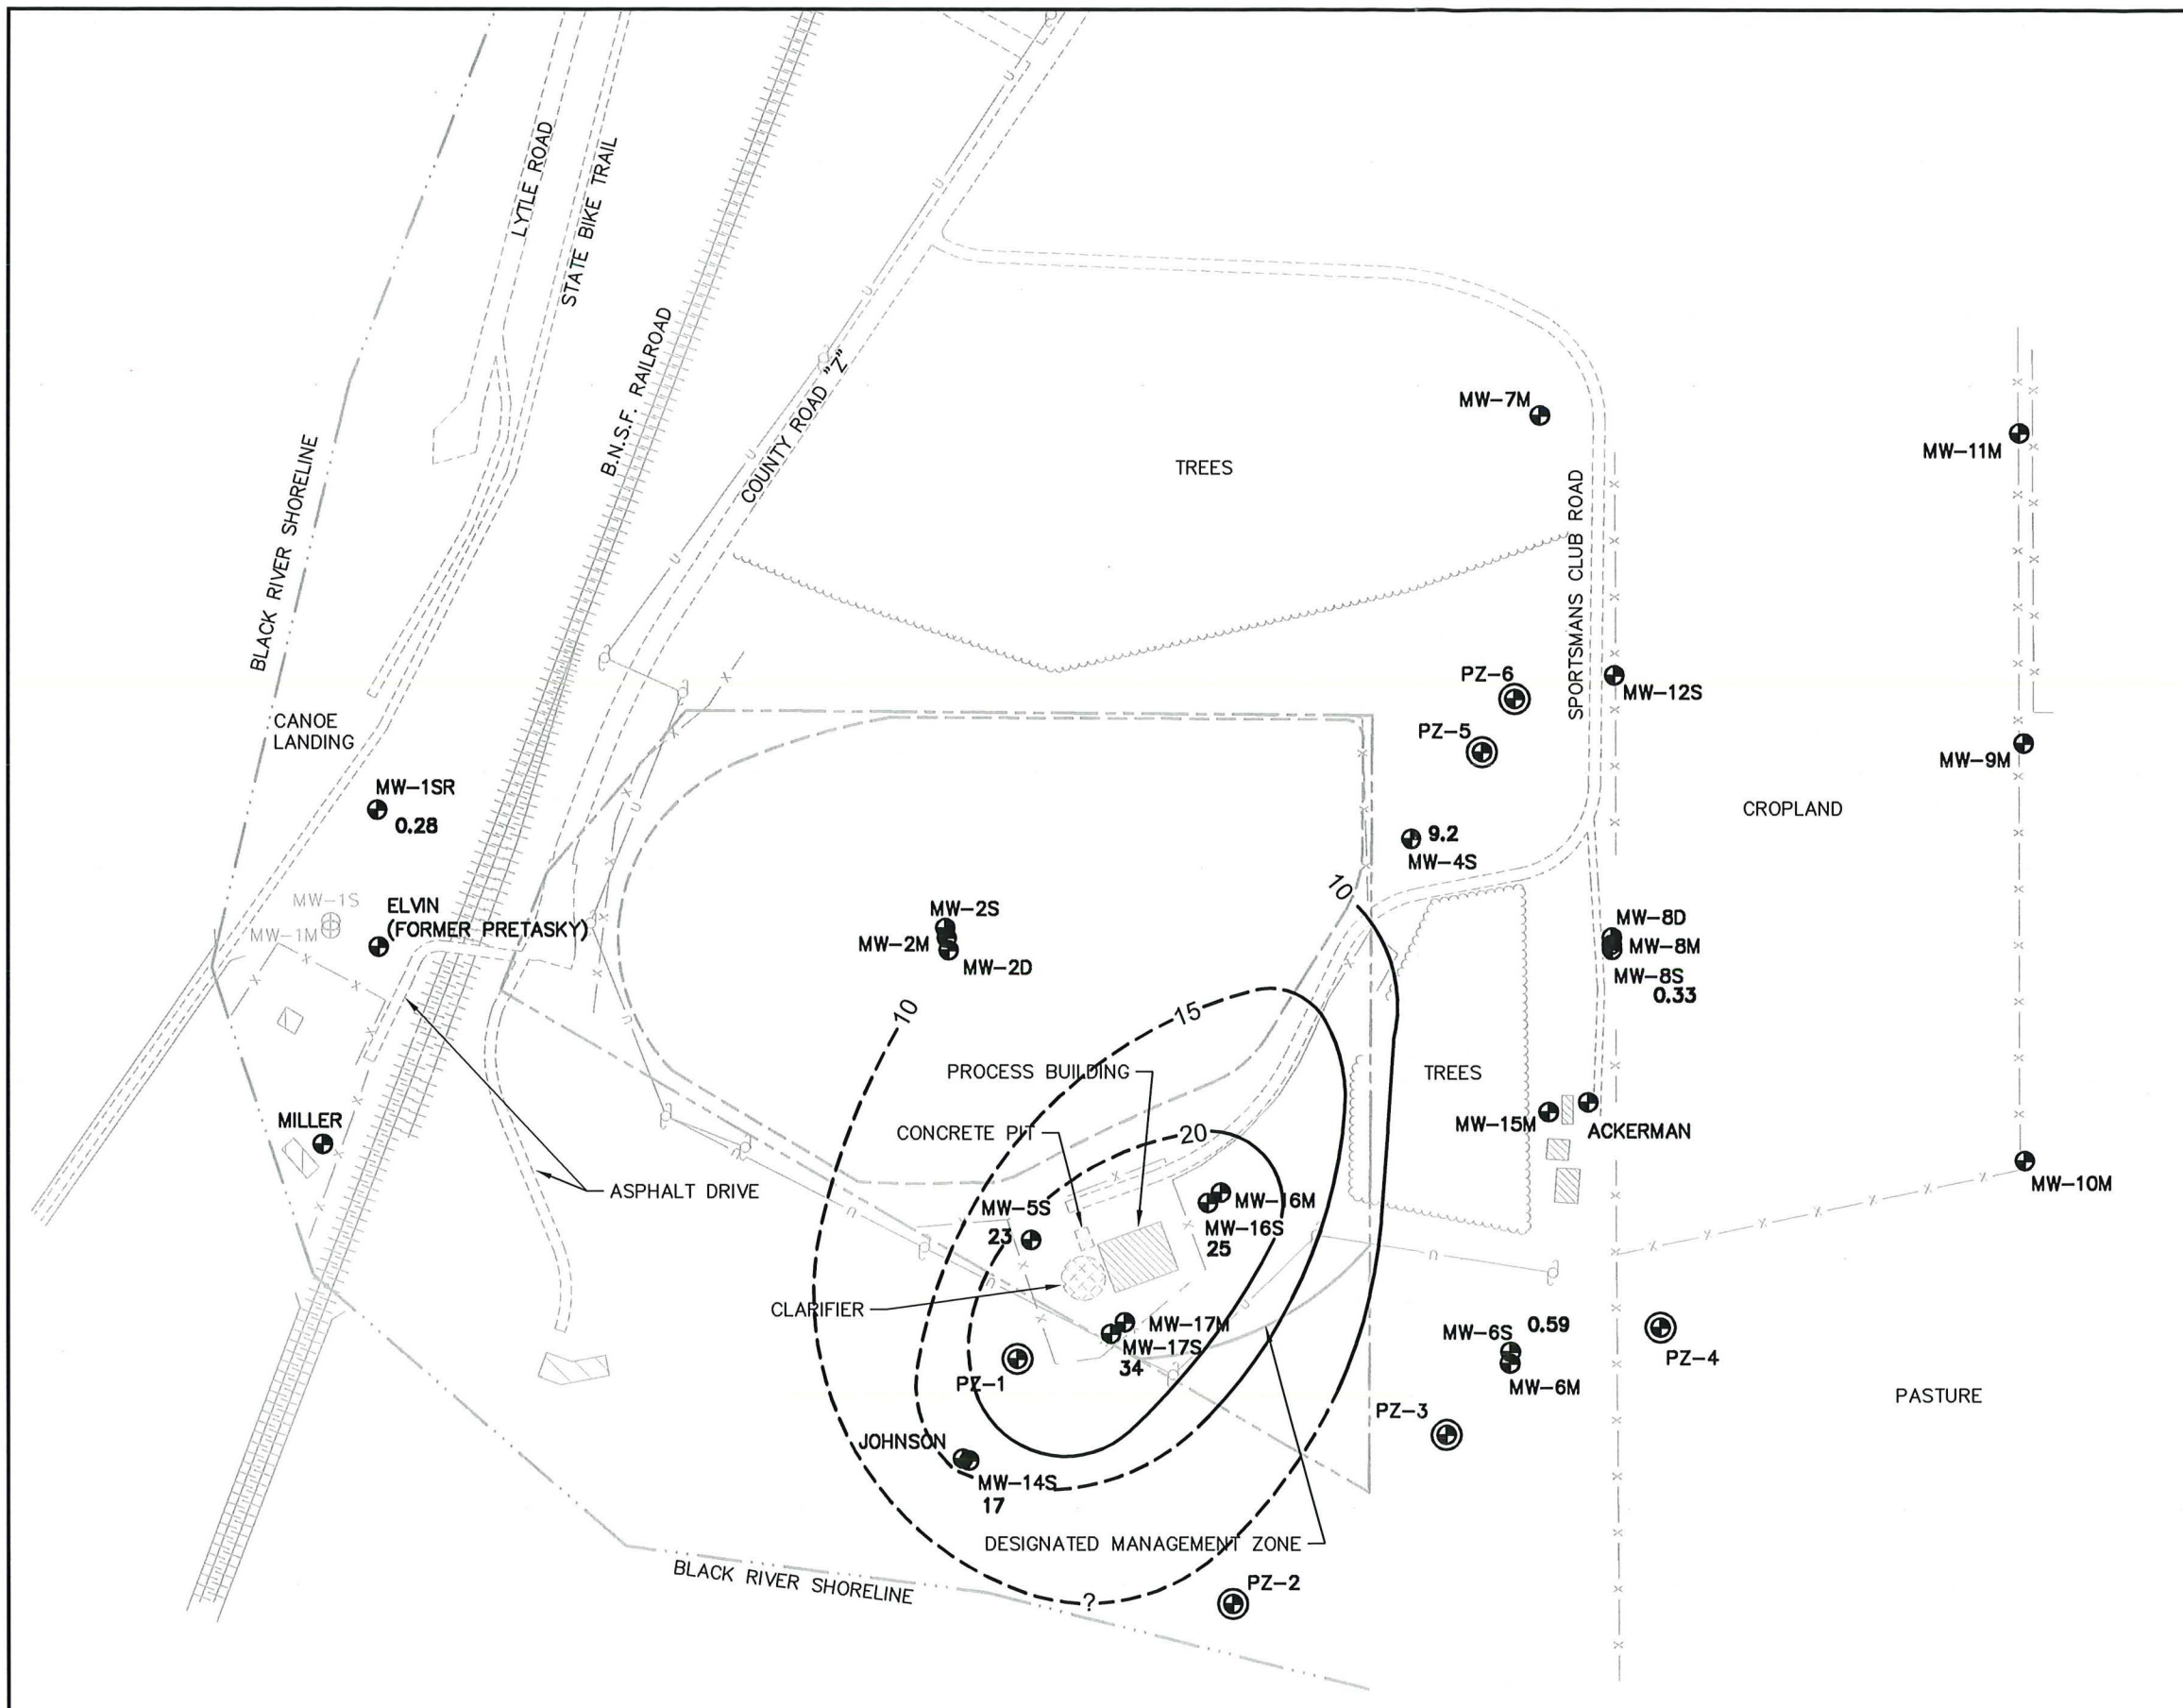 LYTLE ROAD
STATE BIKE TRAIL
B.N.S.F. RAILROAD
COUNTY ROAD "Z"
BLACK RIVER SHORELINE
TREES
MW-7M
MW-11M
SPORTSMANS CLUB ROAD
PZ-6
MW-12S
PZ-5
MW-9M
CANOE
LANDING
MW-1SR
0.28
CROPLAND
9.2
MW-4S
10
MW-1S
MW-1M
ELVIN
(FORMER PRETASKY)
MW-2S
MW-2M
MW-2D
MW-8D
MW-8M
MW-8S
0.33
10
15
PROCESS BUILDING
TREES
MILLER
CONCRETE PIT
20
MW-15M
ACKERMAN
ASPHALT DRIVE
MW-5S
23
MW-16M
MW-16S
25
MW-10M
CLARIFIER
MW-17M
MW-17S
34
MW-6S
0.59
MW-6M
PZ-4
PZ-1
PASTURE
PZ-3
JOHNSON
MW-14S
17
DESIGNATED MANAGEMENT ZONE
BLACK RIVER SHORELINE
?
PZ-2